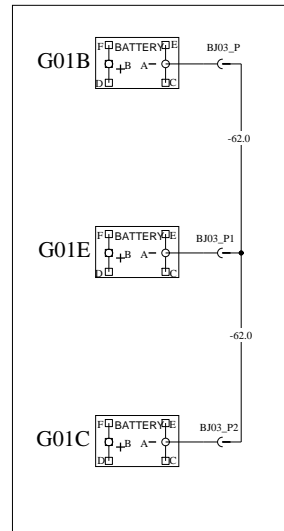 BJ03_P
F BATTERY E
G01B
+B A-
D C
-62.0
BJ03_P1
F BATTERY E
G01E
+B A-
D C
-62.0
BJ03_P2
F BATTERY E
G01C
+B A-
D C